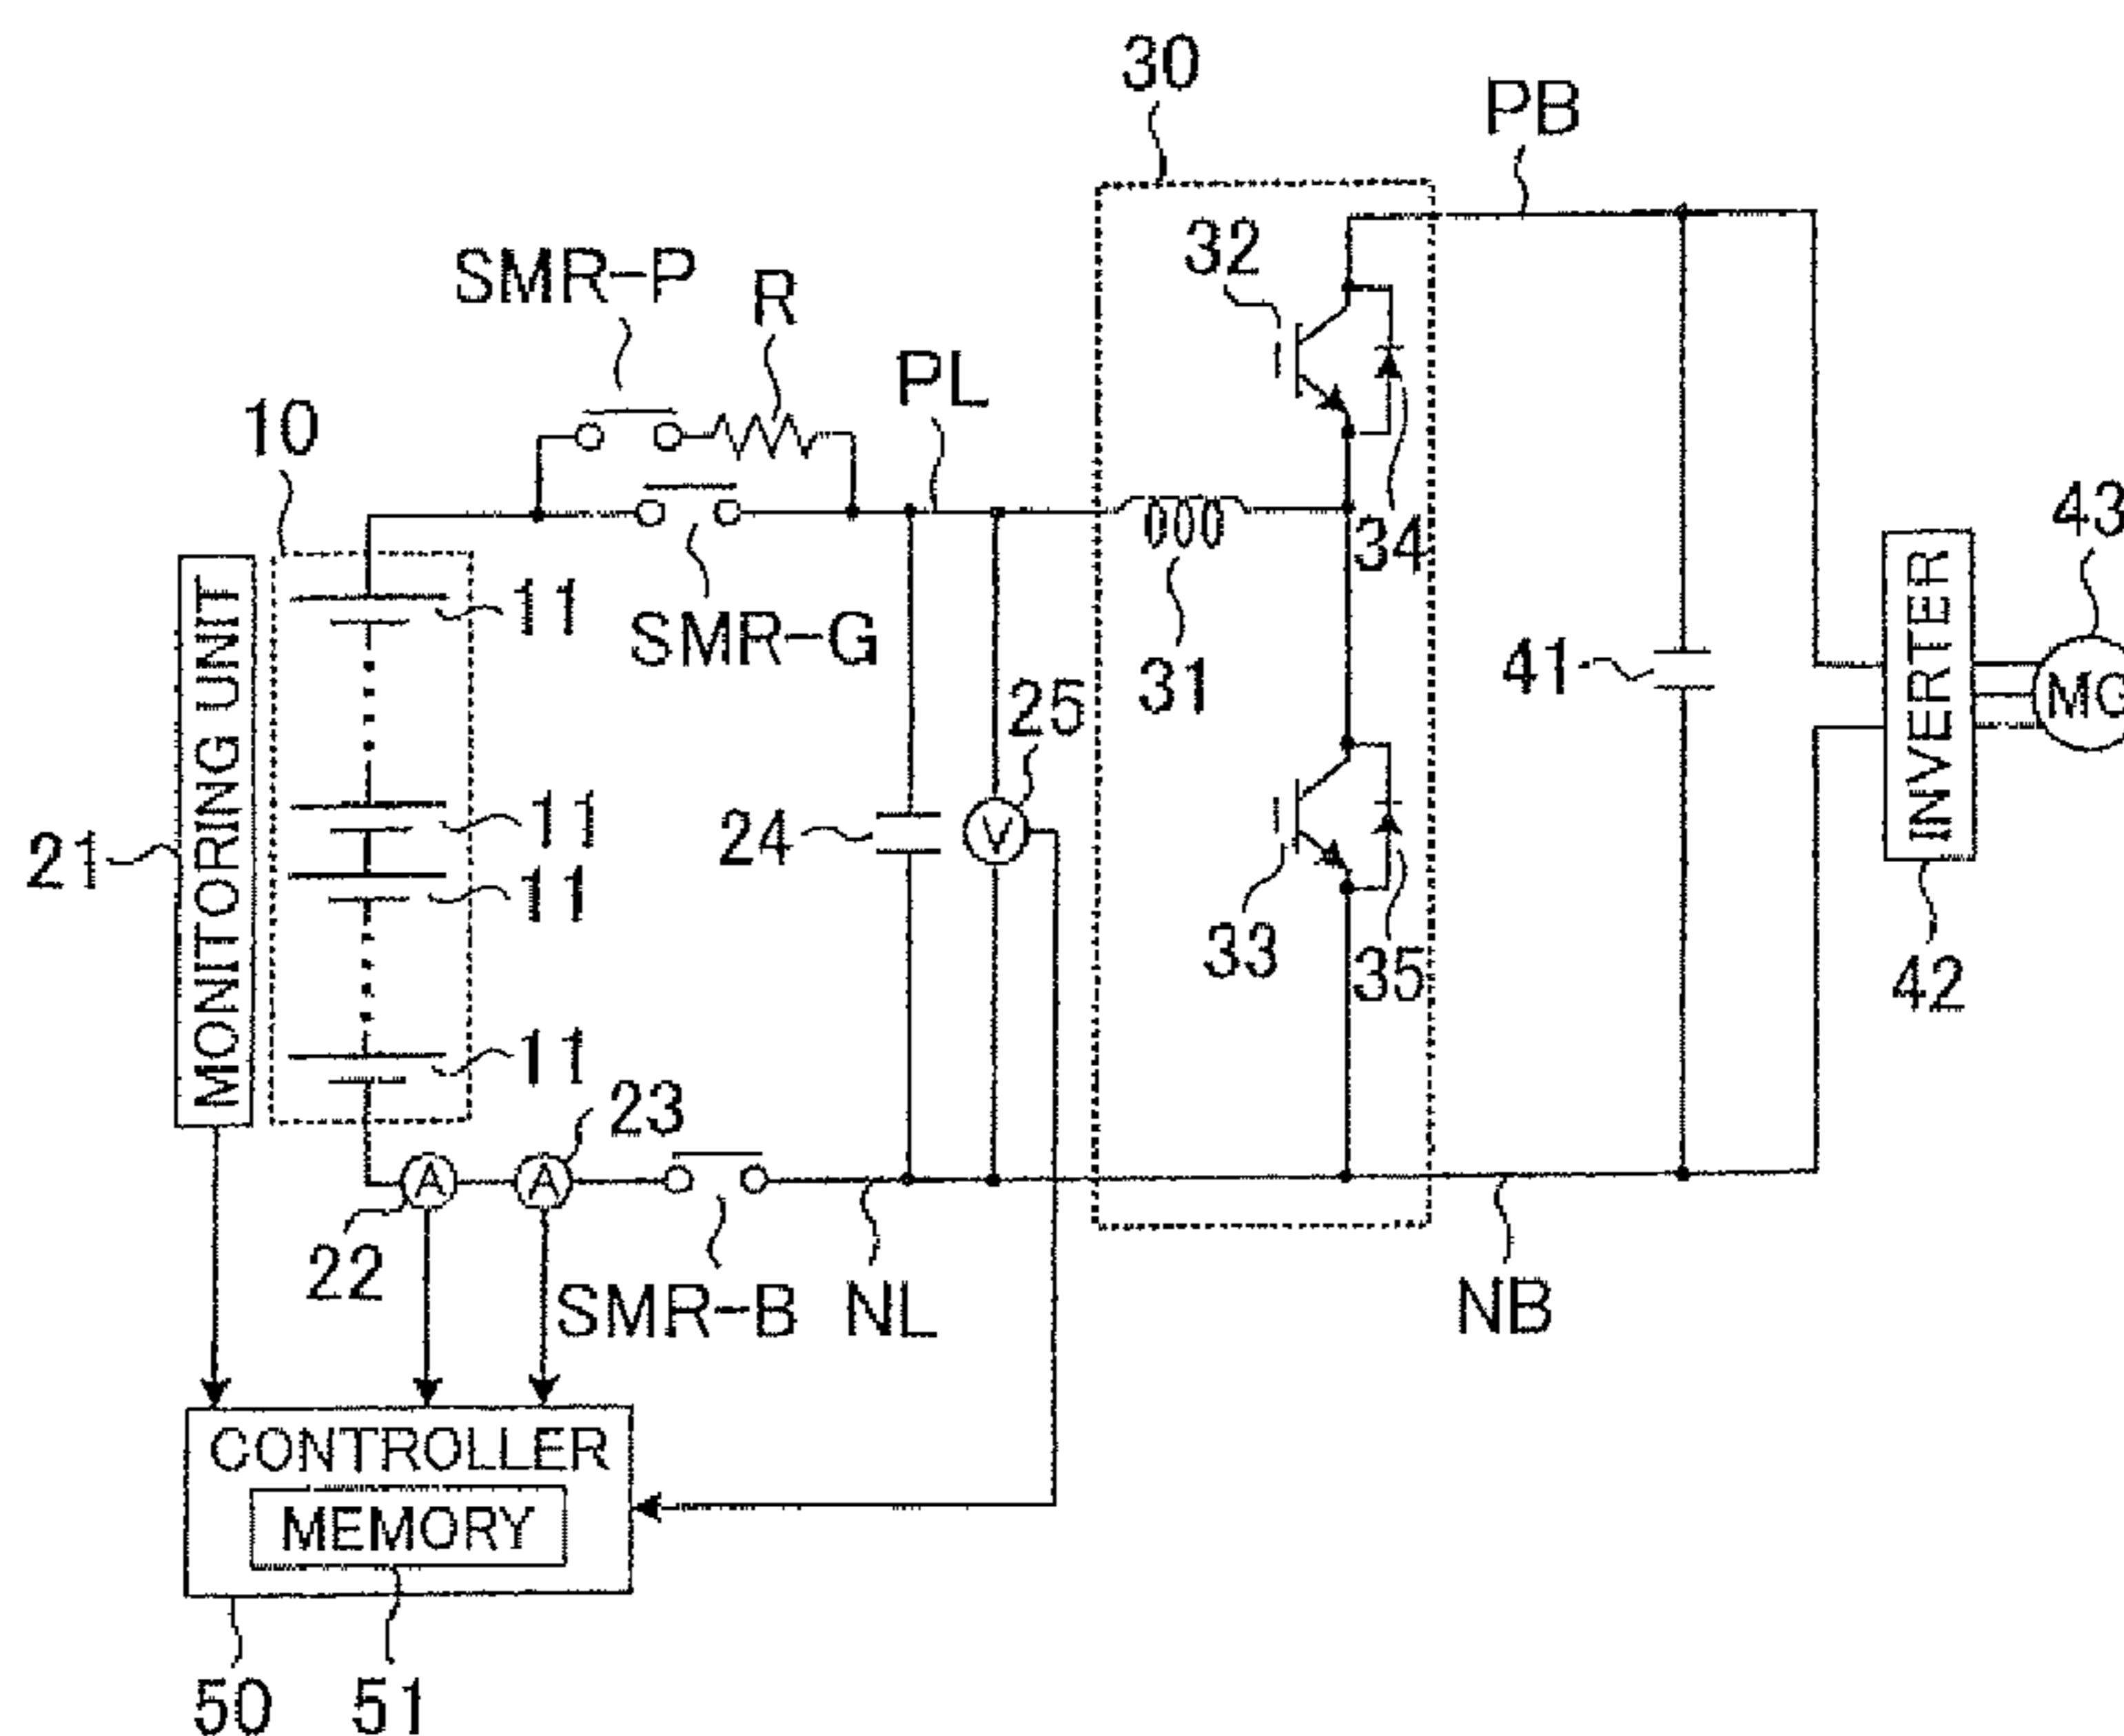 30
PB
32
SMR-P
R
PL
10
34
43
11
SMR-G
31
25
41
MG
INVERTER
MONITORING UNIT
21
11
11
24
V
33
35
42
11
23
A
A
22
SMR-B
NL
NB
CONTROLLER
MEMORY
50
51